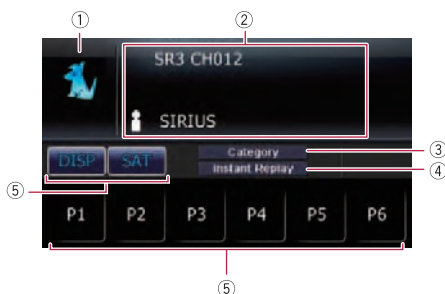 ① ②
SR3 CH012
SIRIUS
Category ③
DISP SAT
Instant Replay ④
⑤
P1 P2 P3 P4 P5 P6
⑤